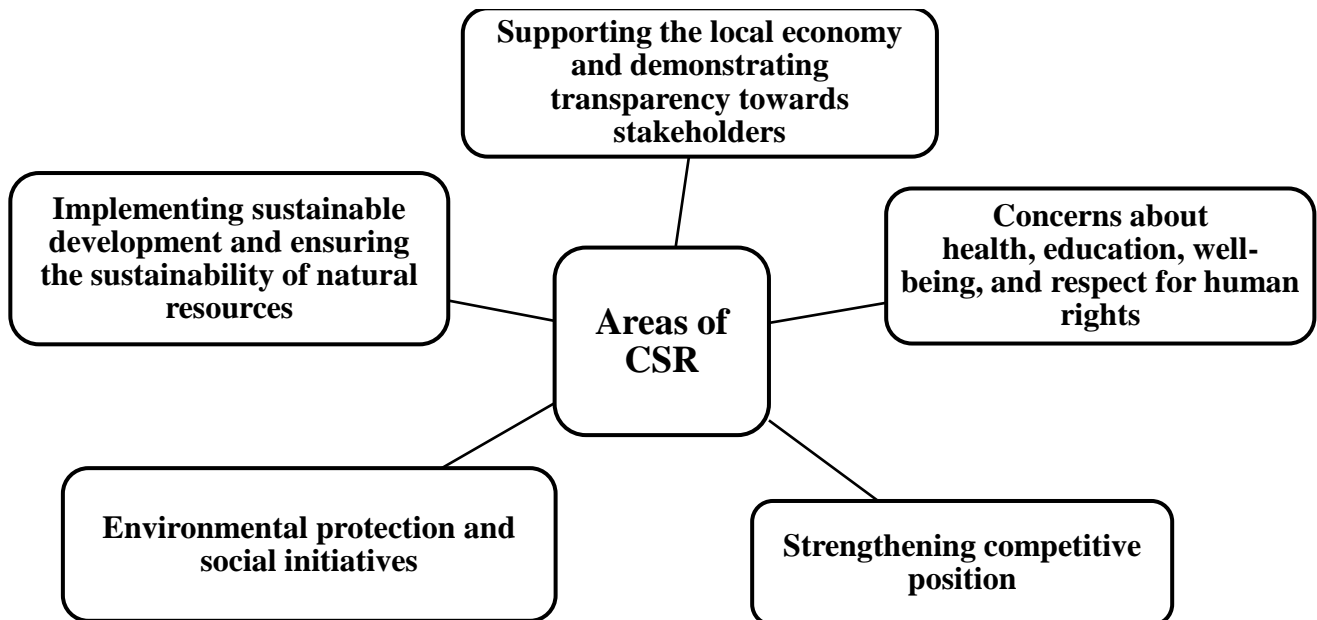 Supporting the local economy
and demonstrating
transparency towards
stakeholders
Implementing sustainable
development and ensuring
the sustainability of natural
resources
Concerns about
health, education, well-
being, and respect for human
rights
Areas of
CSR
Environmental protection and
social initiatives
Strengthening competitive
position